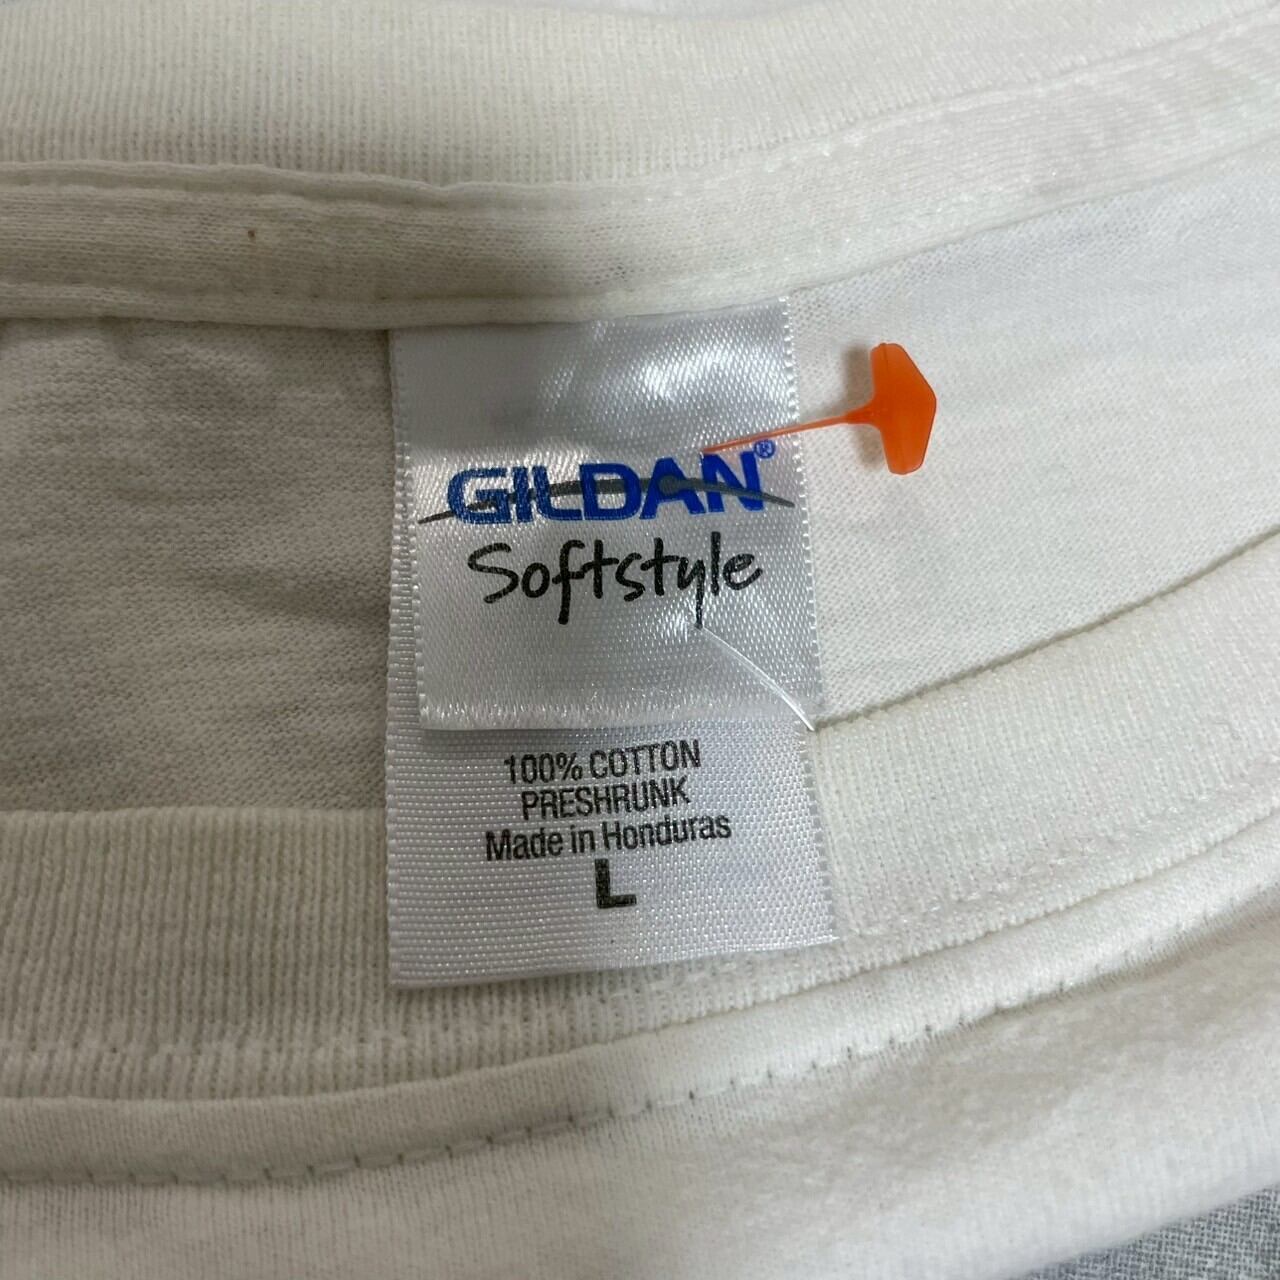 GILDAN®
Softstyle
100% COTTON
PRESHRUNK
Made in Honduras
L